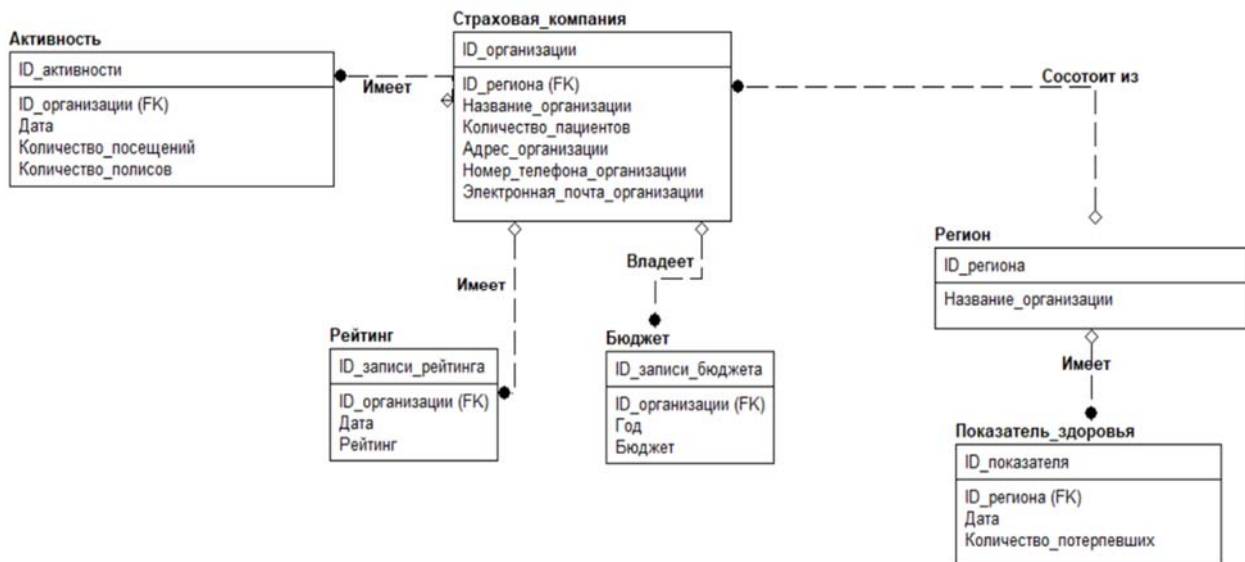 Страховая_компания
ID_организации
ID_региона (FK)
Название_организации
Количество_пациентов
Адрес_организации
Номер_телефона_организации
Электронная_почта_организации
Активность
ID_активности
ID_организации (FK)
Дата
Количество_посещений
Количество_полисов
Имеет
Сосотоит из
Имеет
Владеет
Регион
ID_региона
Название_организации
Имеет
Рейтинг
ID_записи_рейтинга
ID_организации (FK)
Дата
Рейтинг
Бюджет
ID_записи_бюджета
ID_организации (FK)
Год
Бюджет
Показатель_здоровья
ID_показателя
ID_региона (FK)
Дата
Количество_потерпевших